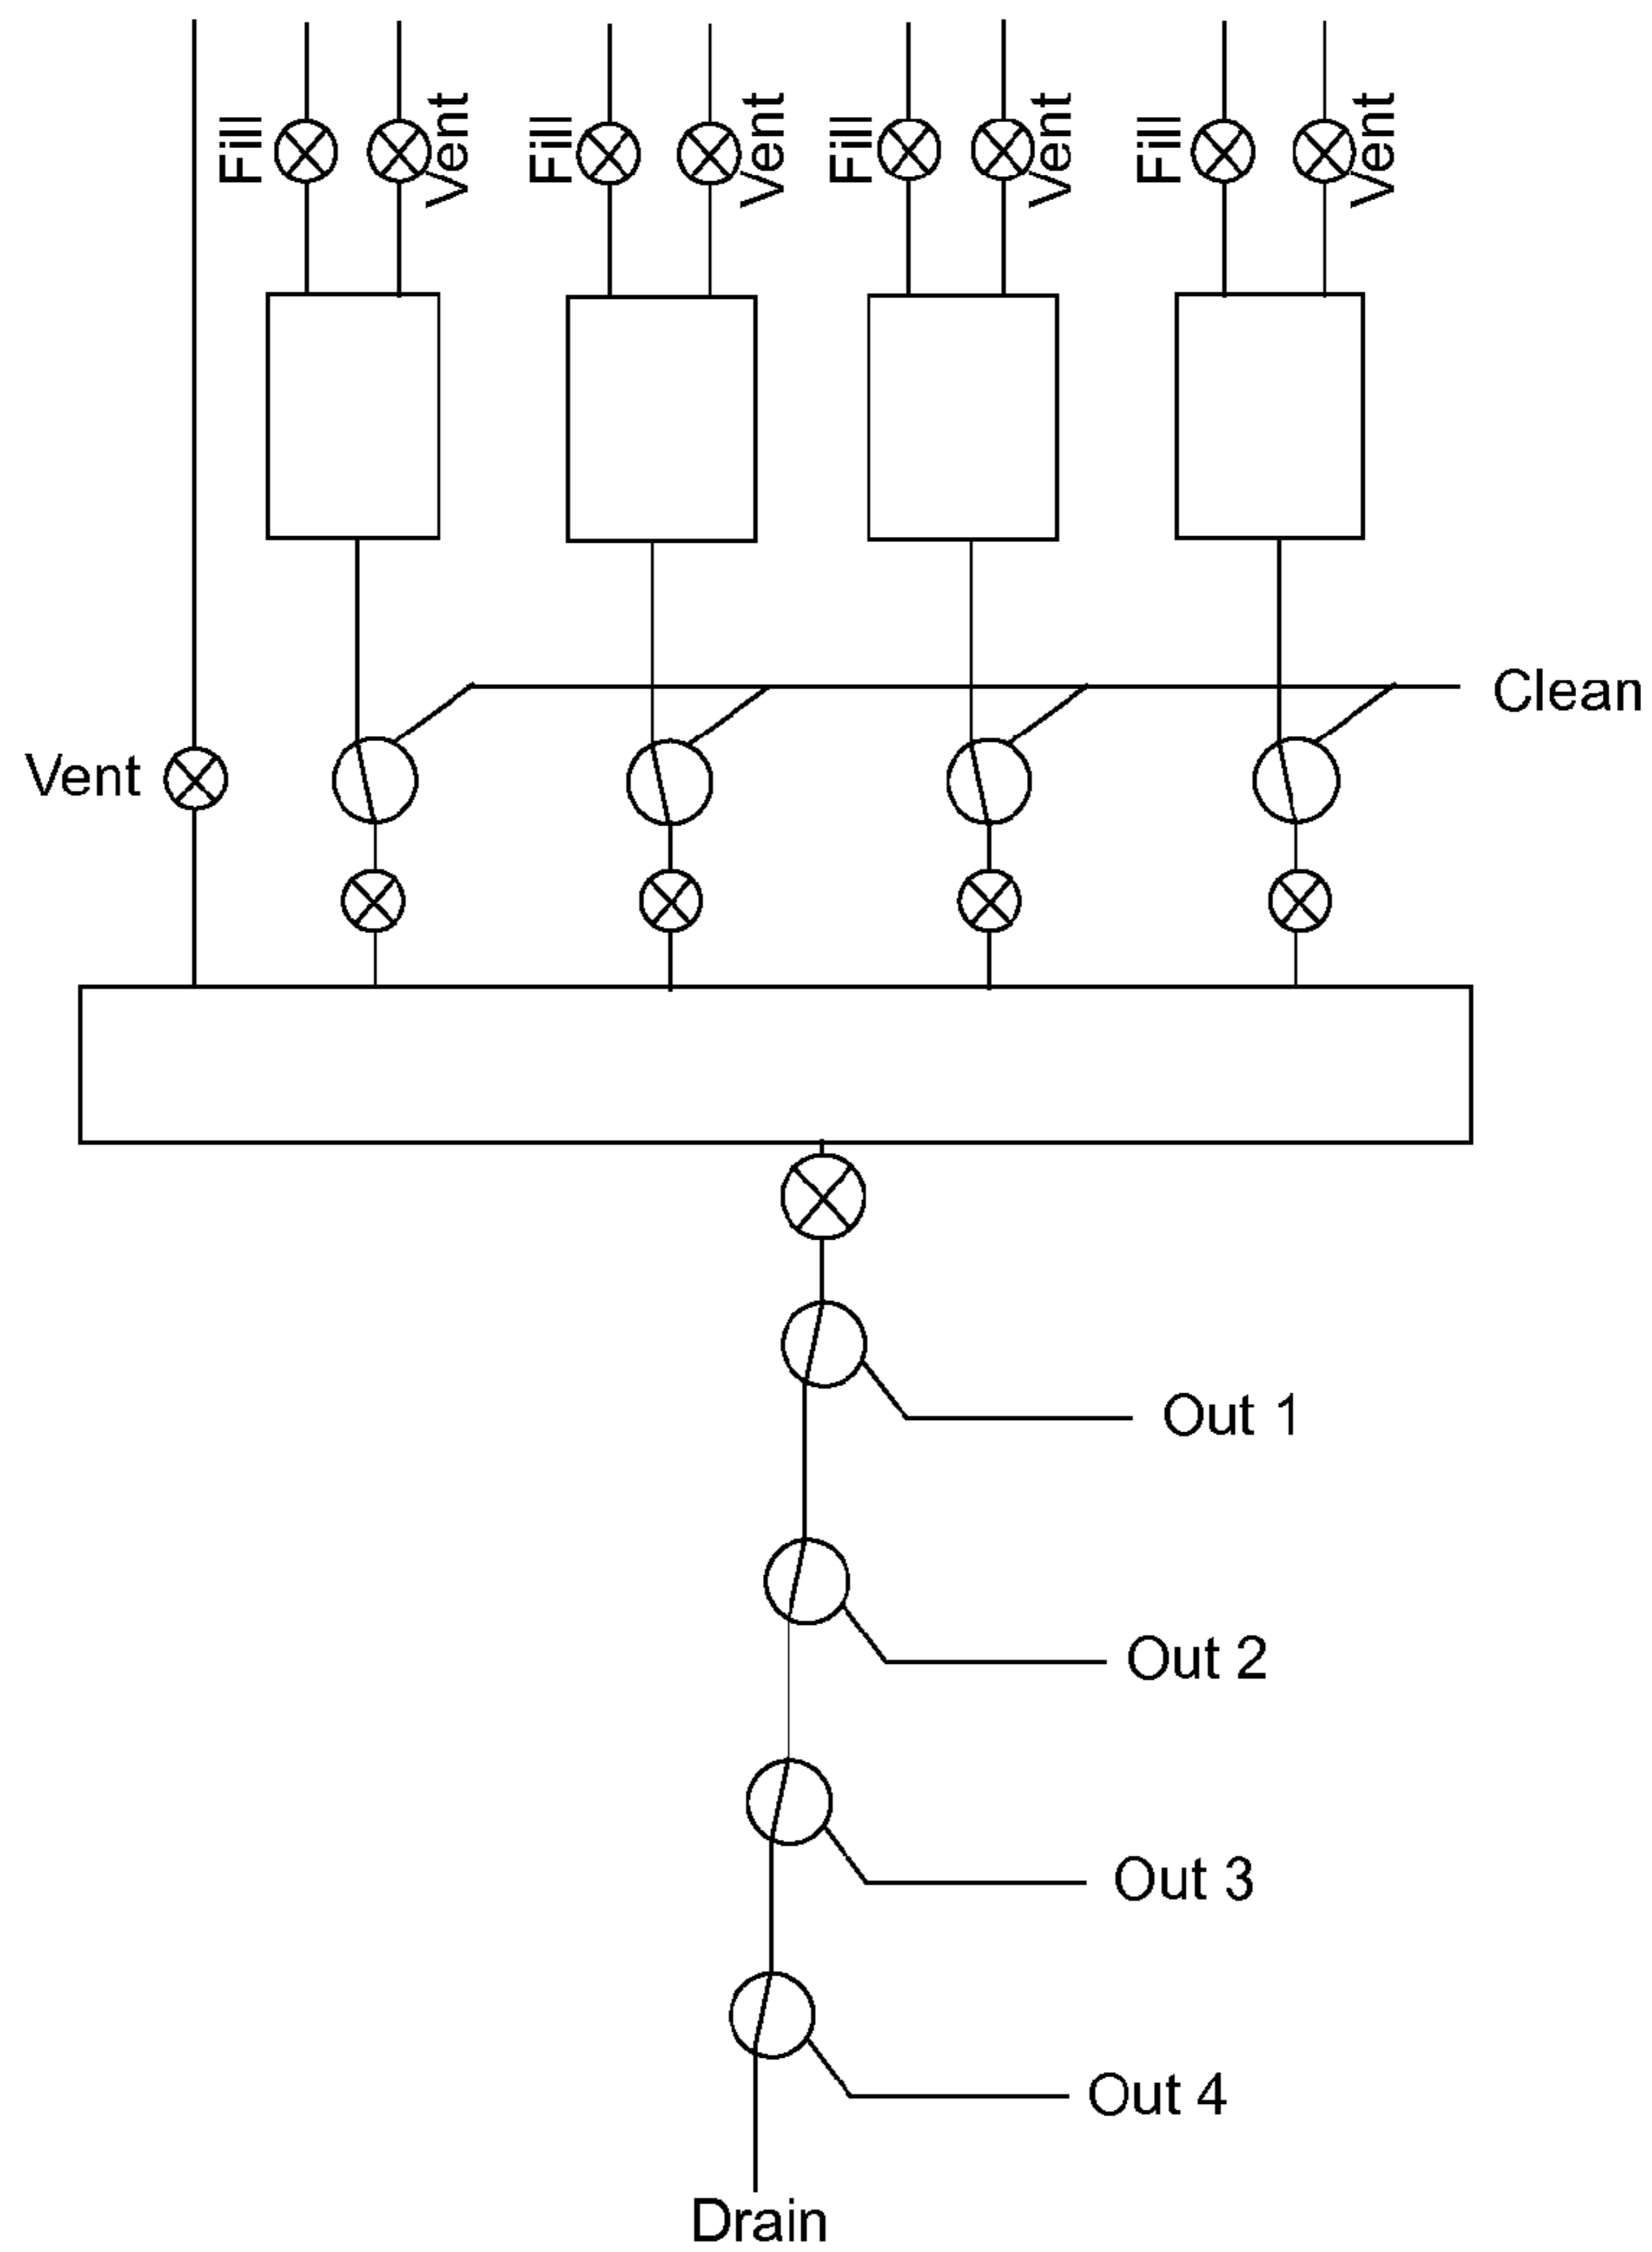 Fill
Vent
Fill
Vent
Fill
Vent
Fill
Vent
Clean
Vent
Out 1
Out 2
Out 3
Out 4
Drain